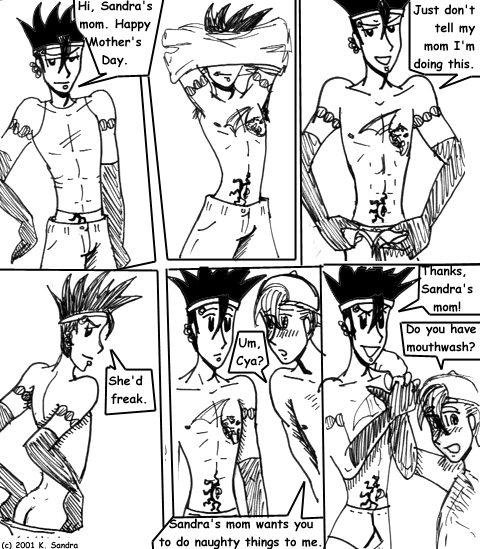 Hi, Sandra's
mom. Happy
Mother's
Day.
Just don't
tell my
mom I'm
doing this.
She'd
freak.
Um,
Cya?
Sandra's mom wants you
to do naughty things to me.
Thanks,
Sandra's
mom!
Do you have
mouthwash?
(c) 2001 K. Sandra